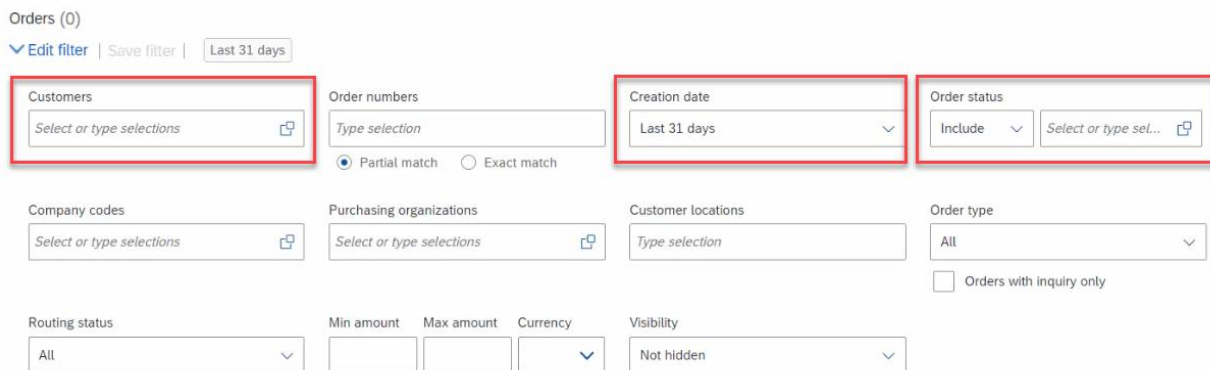 Orders (0)
Edit filter | Save filter | Last 31 days
Customers Order numbers Creation date Order status
Select or type selections Type selection Last 31 days Include Select or type sel...
Partial match Exact match
Company codes Purchasing organizations Customer locations Order type
Select or type selections Select or type selections Type selection All
Orders with inquiry only
Routing status Min amount Max amount Currency Visibility
All Not hidden